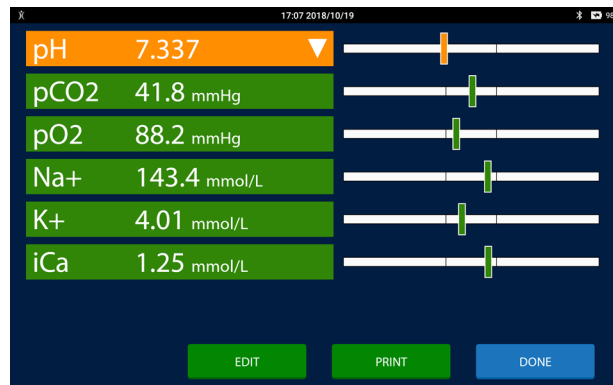 17:07 2018/10/19 98
pH 7.337
pCO2 41.8 mmHg
pO2 88.2 mmHg
Na+ 143.4 mmol/L
K+ 4.01 mmol/L
iCa 1.25 mmol/L
EDIT PRINT DONE